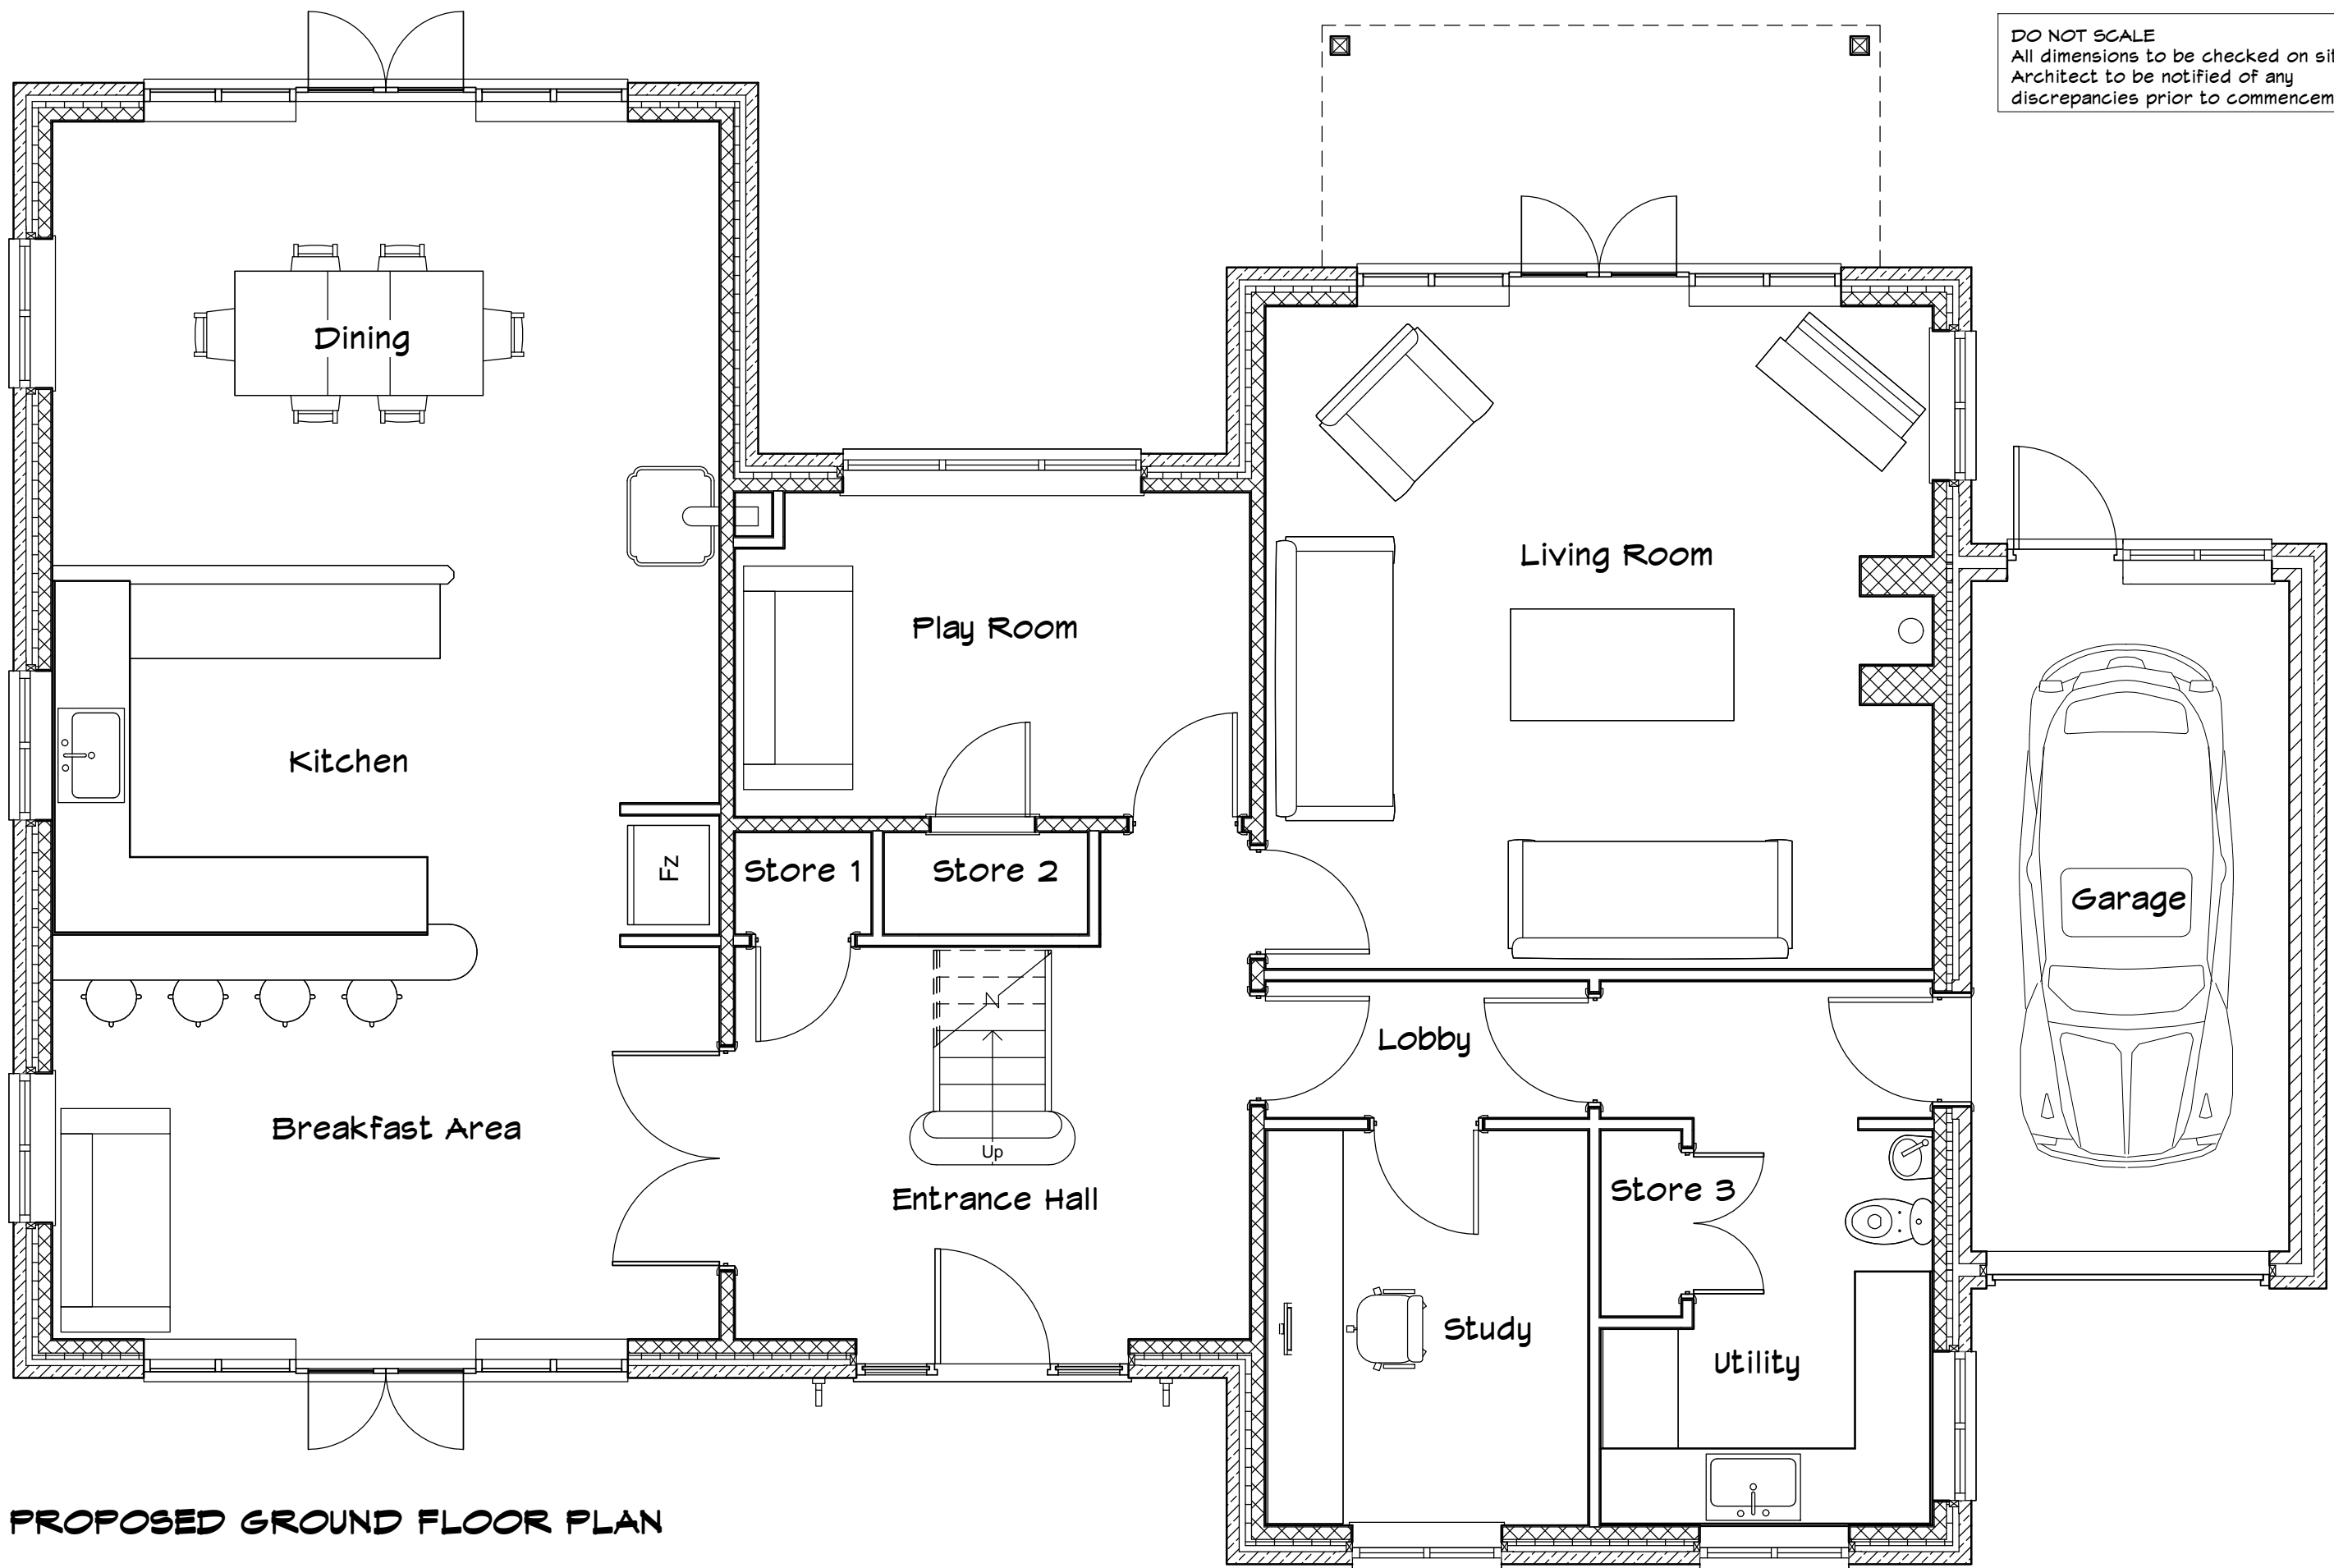 DO NOT SCALE
All dimensions to be checked on
Architect to be notified of any
discrepancies prior to
Dining
Living Room
Play Room
Kitchen
Fz
Store 1
Store 2
Garage
Lobby
Breakfast Area
Up
Entrance Hall
Store 3
Study
Utility
PROPOSED GROUND FLOOR PLAN